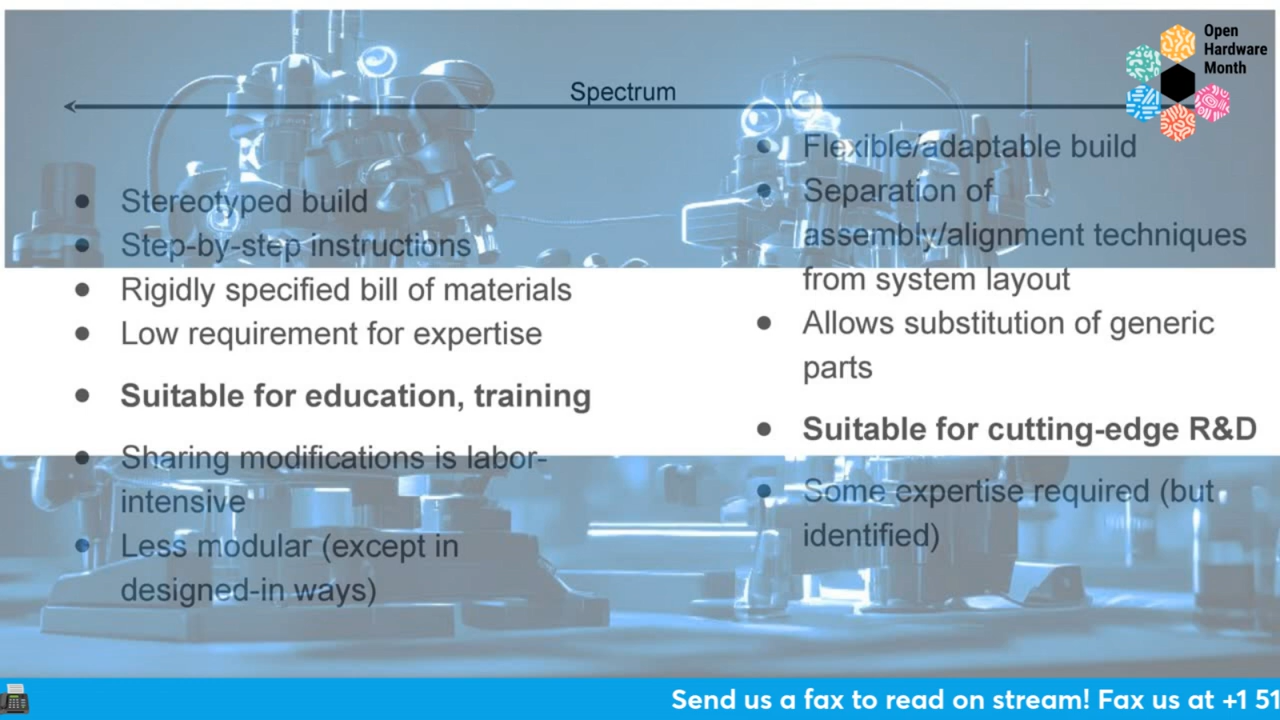 Open
Hardware
Month
Spectrum
• Stereotyped build
• Step-by-step instructions
• Rigidly specified bill of materials
• Low requirement for expertise
• Suitable for education, training
• Sharing modifications is labor-
intensive
• Less modular (except in
designed-in ways)
• Flexible/adaptable build
• Separation of
assembly/alignment techniques
from system layout
• Allows substitution of generic
parts
• Suitable for cutting-edge R&D
• Some expertise required (but
identified)
Send us a fax to read on stream! Fax us at +1 51